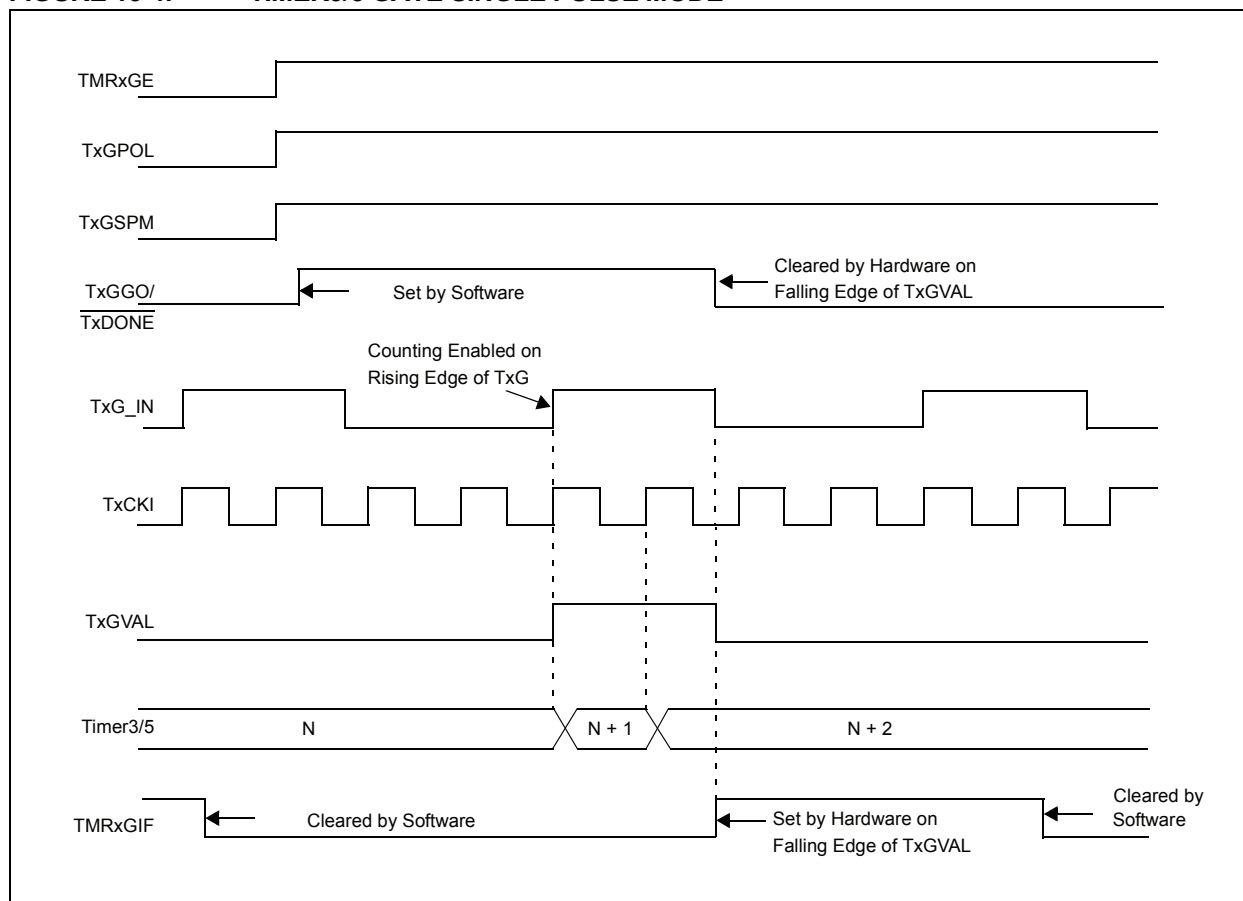 TMRxGE
TxGPOL
TxGSPM
TxGGO/
TxDONE
Set by Software
Cleared by Hardware on
Falling Edge of TxGVAL
Counting Enabled on
Rising Edge of TxG
TxG_IN
TxCKI
TxGVAL
Timer3/5
N
N + 1
N + 2
TMRxGIF
Cleared by Software
Set by Hardware on
Falling Edge of TxGVAL
Cleared by
Software